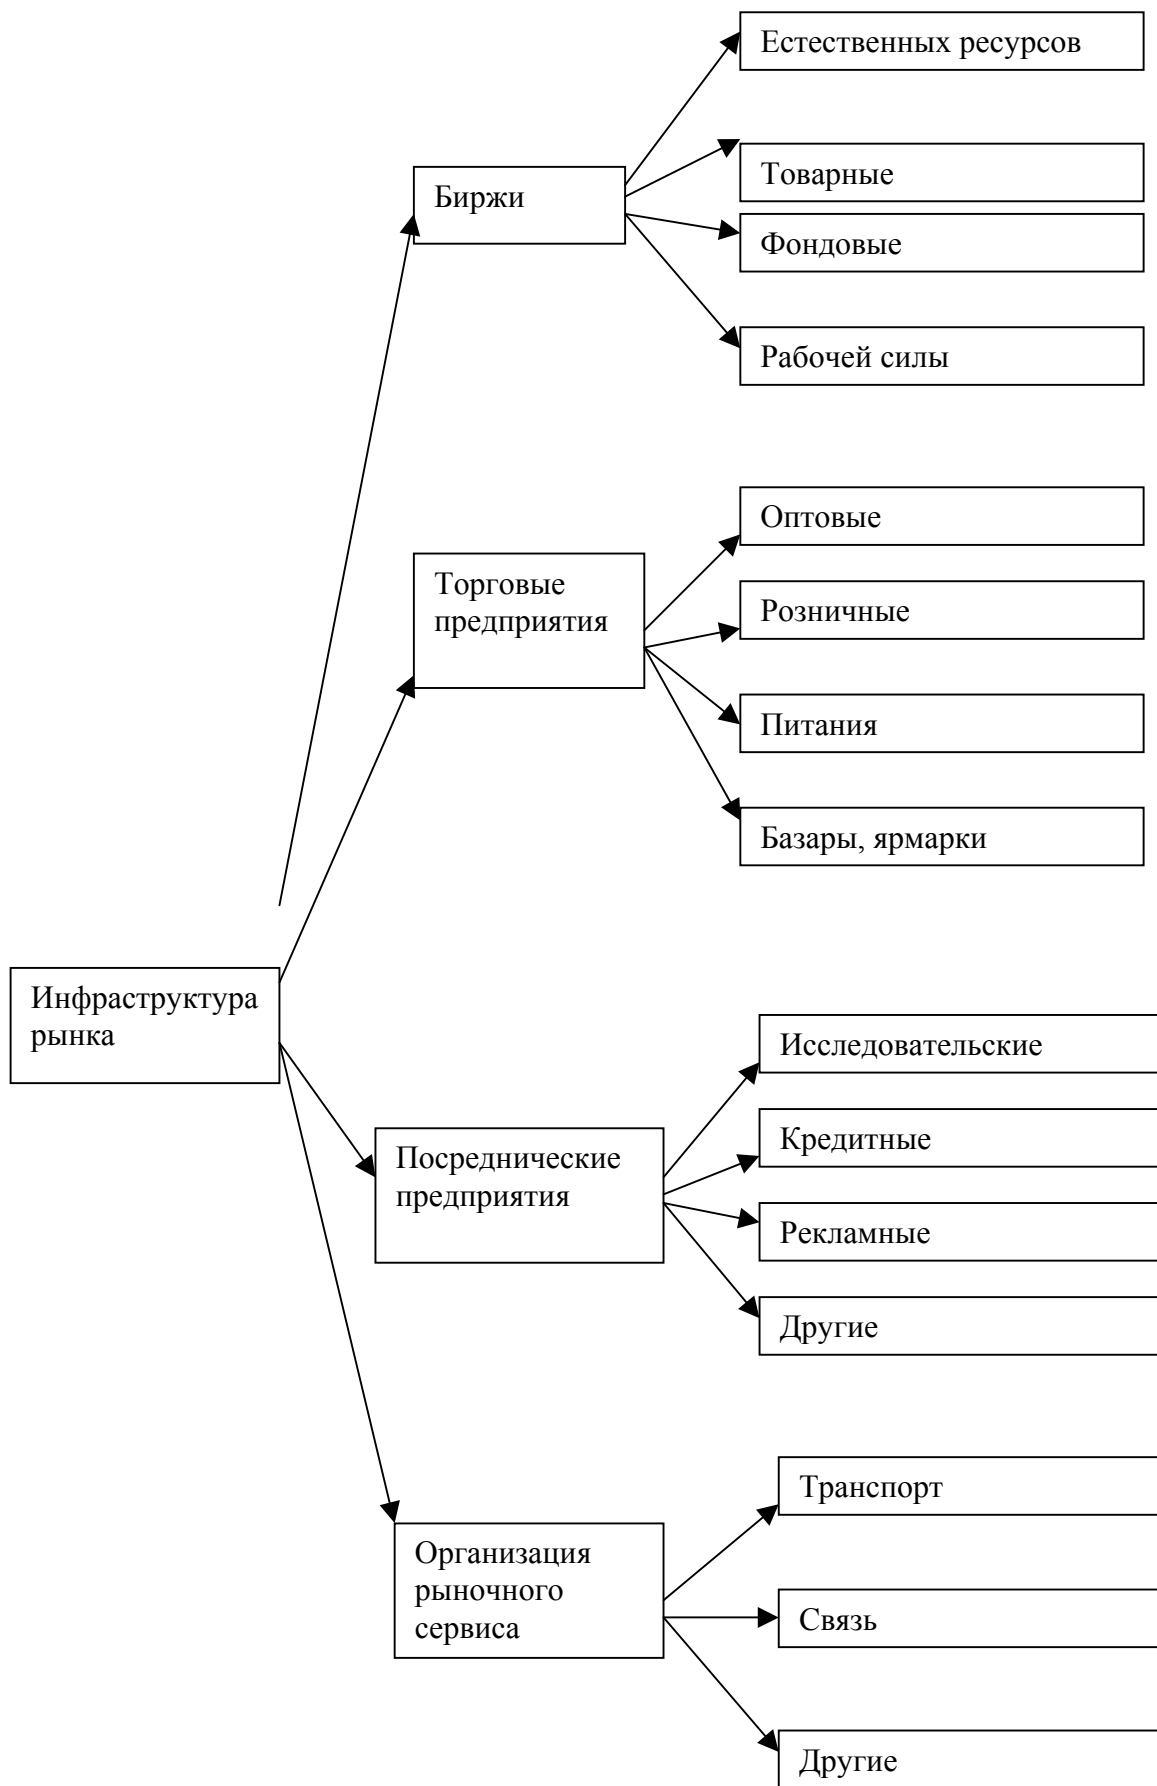 Естественных ресурсов
Товарные
Биржи
Фондовые
Рабочей силы
Оптовые
Торговые
предприятия
Розничные
Питания
Базары, ярмарки
Инфраструктура
рынка
Исследовательские
Кредитные
Посреднические
предприятия
Рекламные
Другие
Транспорт
Организация
рыночного
сервиса
Связь
Другие